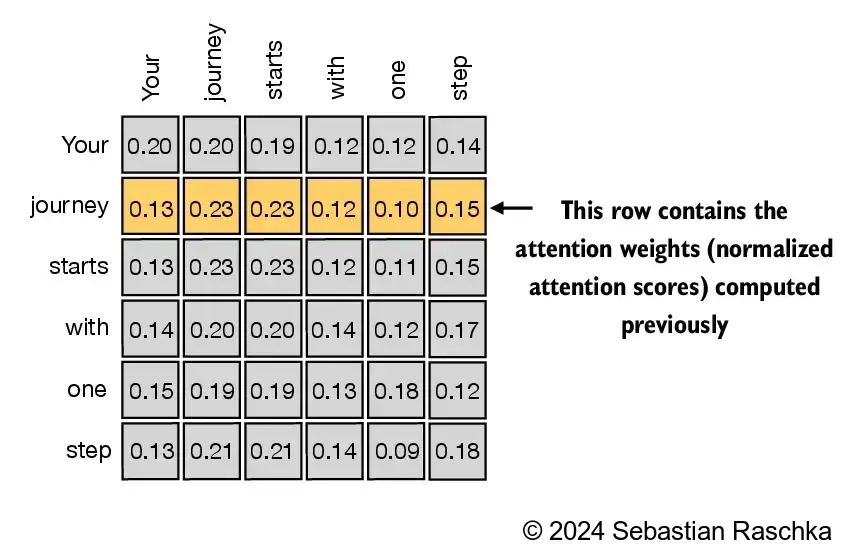 Your journey starts with one step
Your 0.20 0.20 0.19 0.12 0.12 0.14
journey 0.13 0.23 0.23 0.12 0.10 0.15
starts 0.13 0.23 0.23 0.12 0.11 0.15
with 0.14 0.20 0.20 0.14 0.12 0.17
one 0.15 0.19 0.19 0.13 0.18 0.12
step 0.13 0.21 0.21 0.14 0.09 0.18
This row contains the
attention weights (normalized
attention scores) computed
previously
© 2024 Sebastian Raschka